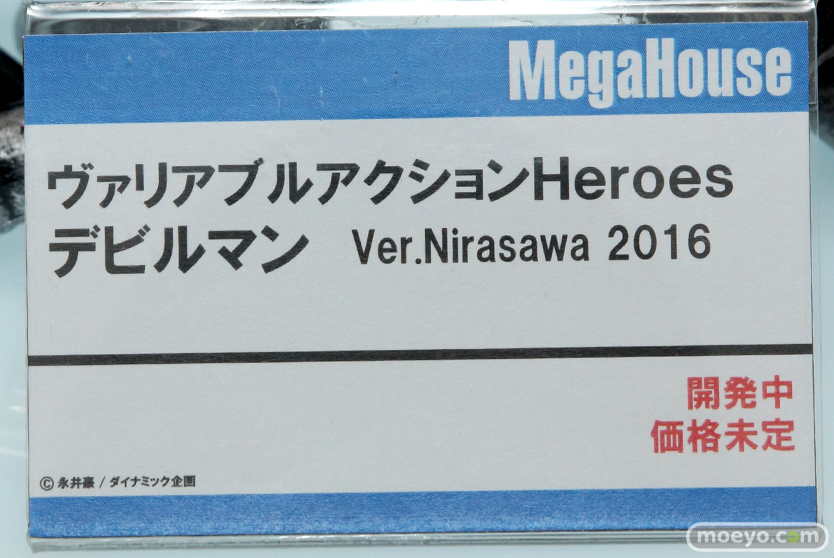 MegaHouse
ヴァリアブルアクションHeroes
デビルマン Ver.Nirasawa 2016
開発中
価格未定
©永井豪 / ダイナミック企画
moeyo.com